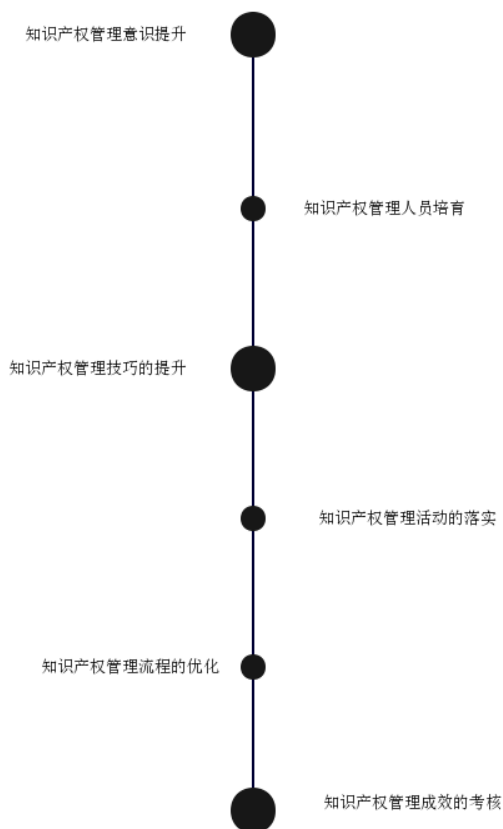 知识产权管理意识提升
知识产权管理人员培育
知识产权管理技巧的提升
知识产权管理活动的落实
知识产权管理流程的优化
知识产权管理成效的考核